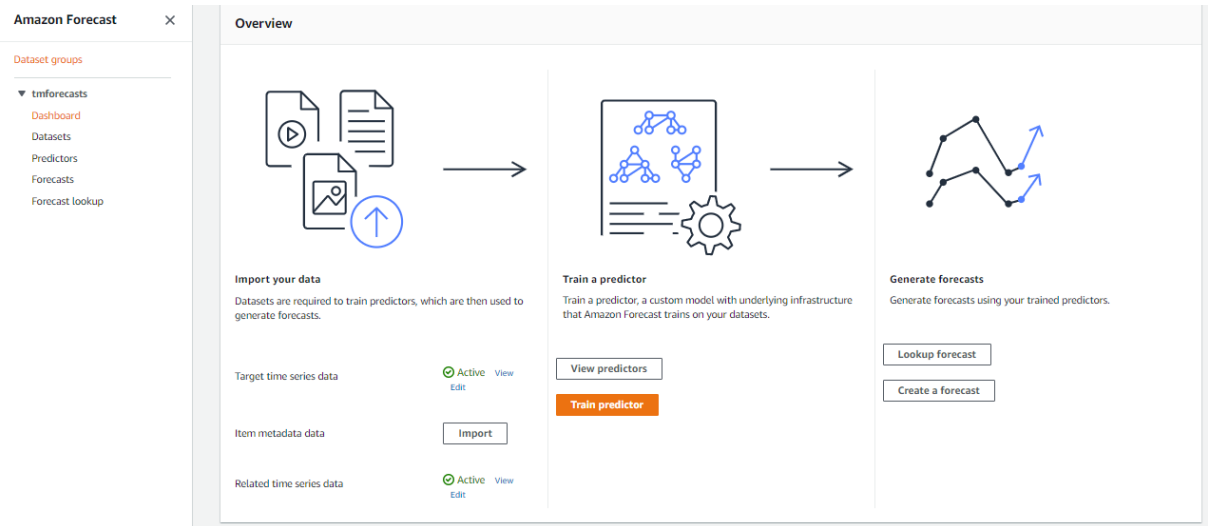 Amazon Forecast
Dataset groups
tmforecasts
Dashboard
Datasets
Predictors
Forecasts
Forecast lookup
Overview
Import your data
Datasets are required to train predictors, which are then used to
generate forecasts.
Target time series data
Active View
Edit
Item metadata data
Import
Related time series data
Active View
Edit
Train a predictor
Train a predictor, a custom model with underlying infrastructure
that Amazon Forecast trains on your datasets.
View predictors
Train predictor
Generate forecasts
Generate forecasts using your trained predictors.
Lookup forecast
Create a forecast